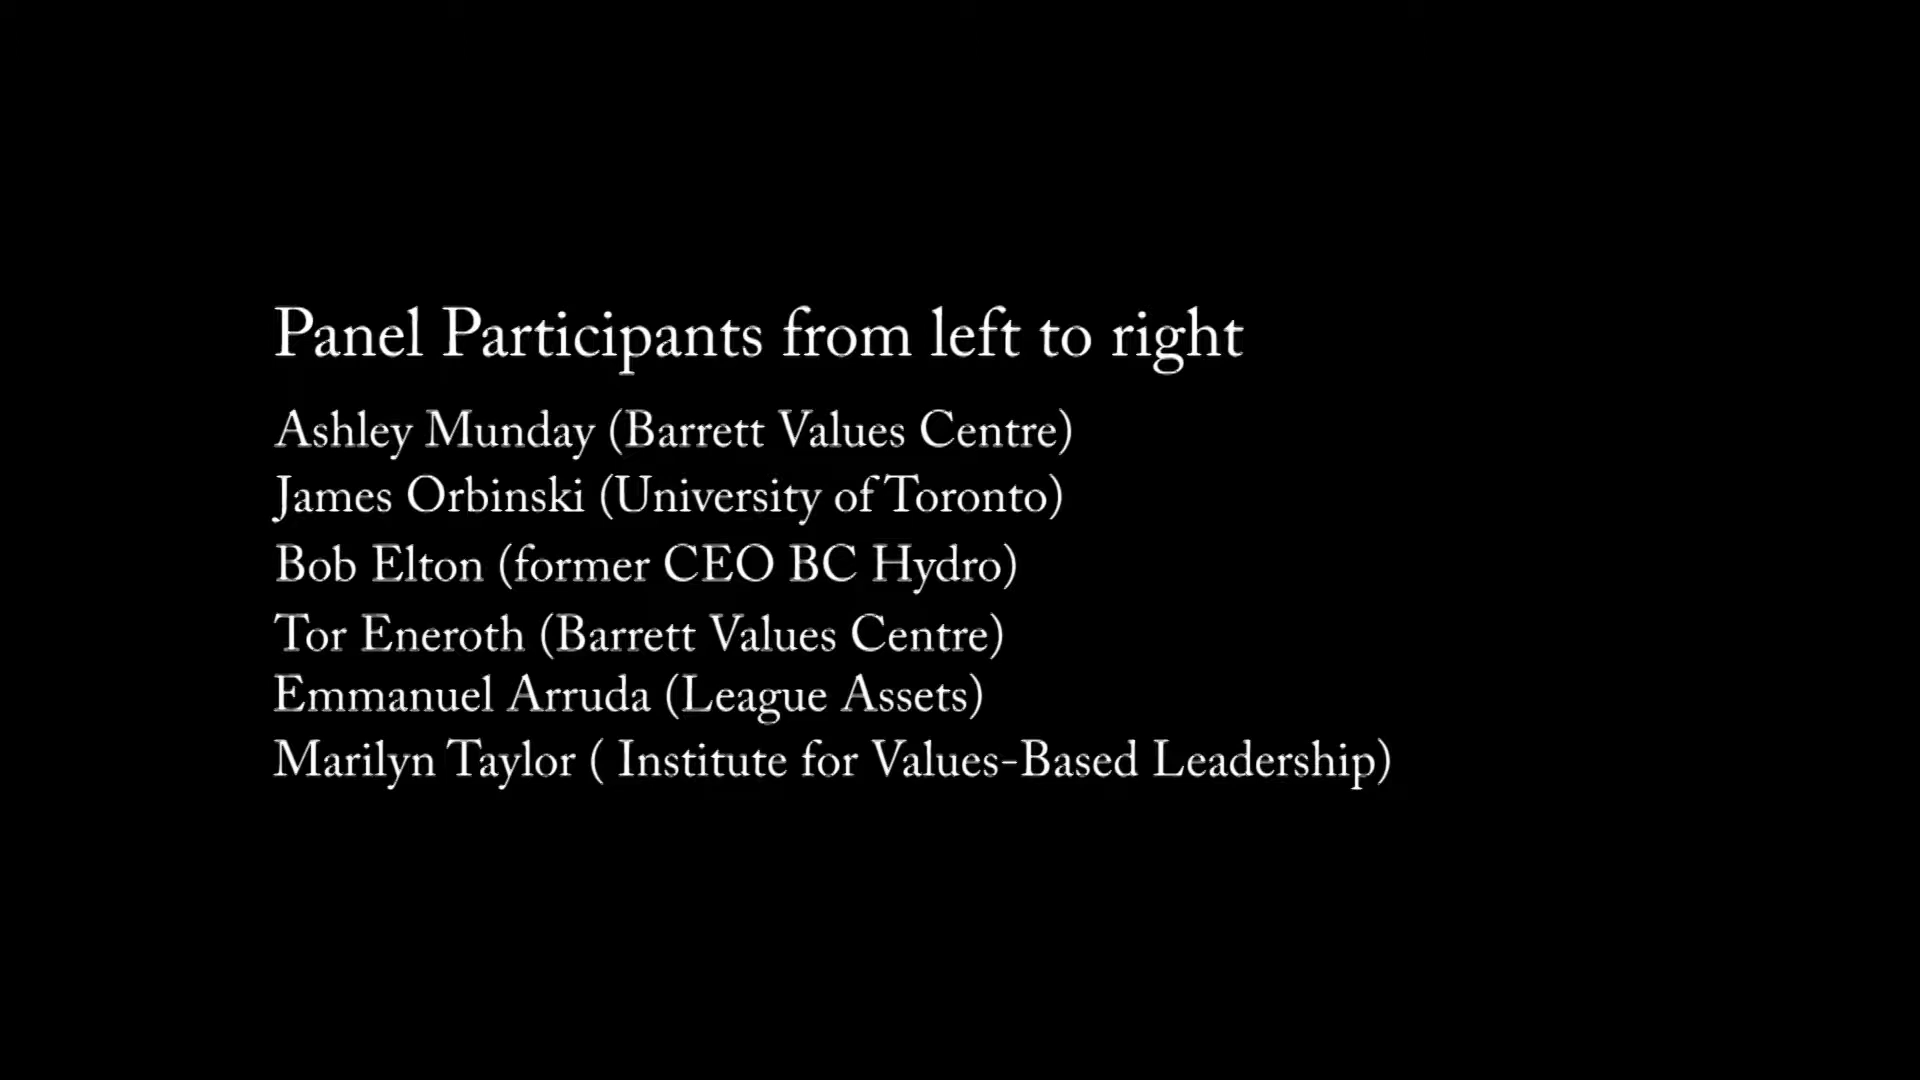 Panel Participants from left to right
Ashley Munday (Barrett Values Centre)
James Orbinski (University of Toronto)
Bob Elton (former CEO BC Hydro)
Tor Eneroth (Barrett Values Centre)
Emmanuel Arruda (League Assets)
Marilyn Taylor ( Institute for Values-Based Leadership)